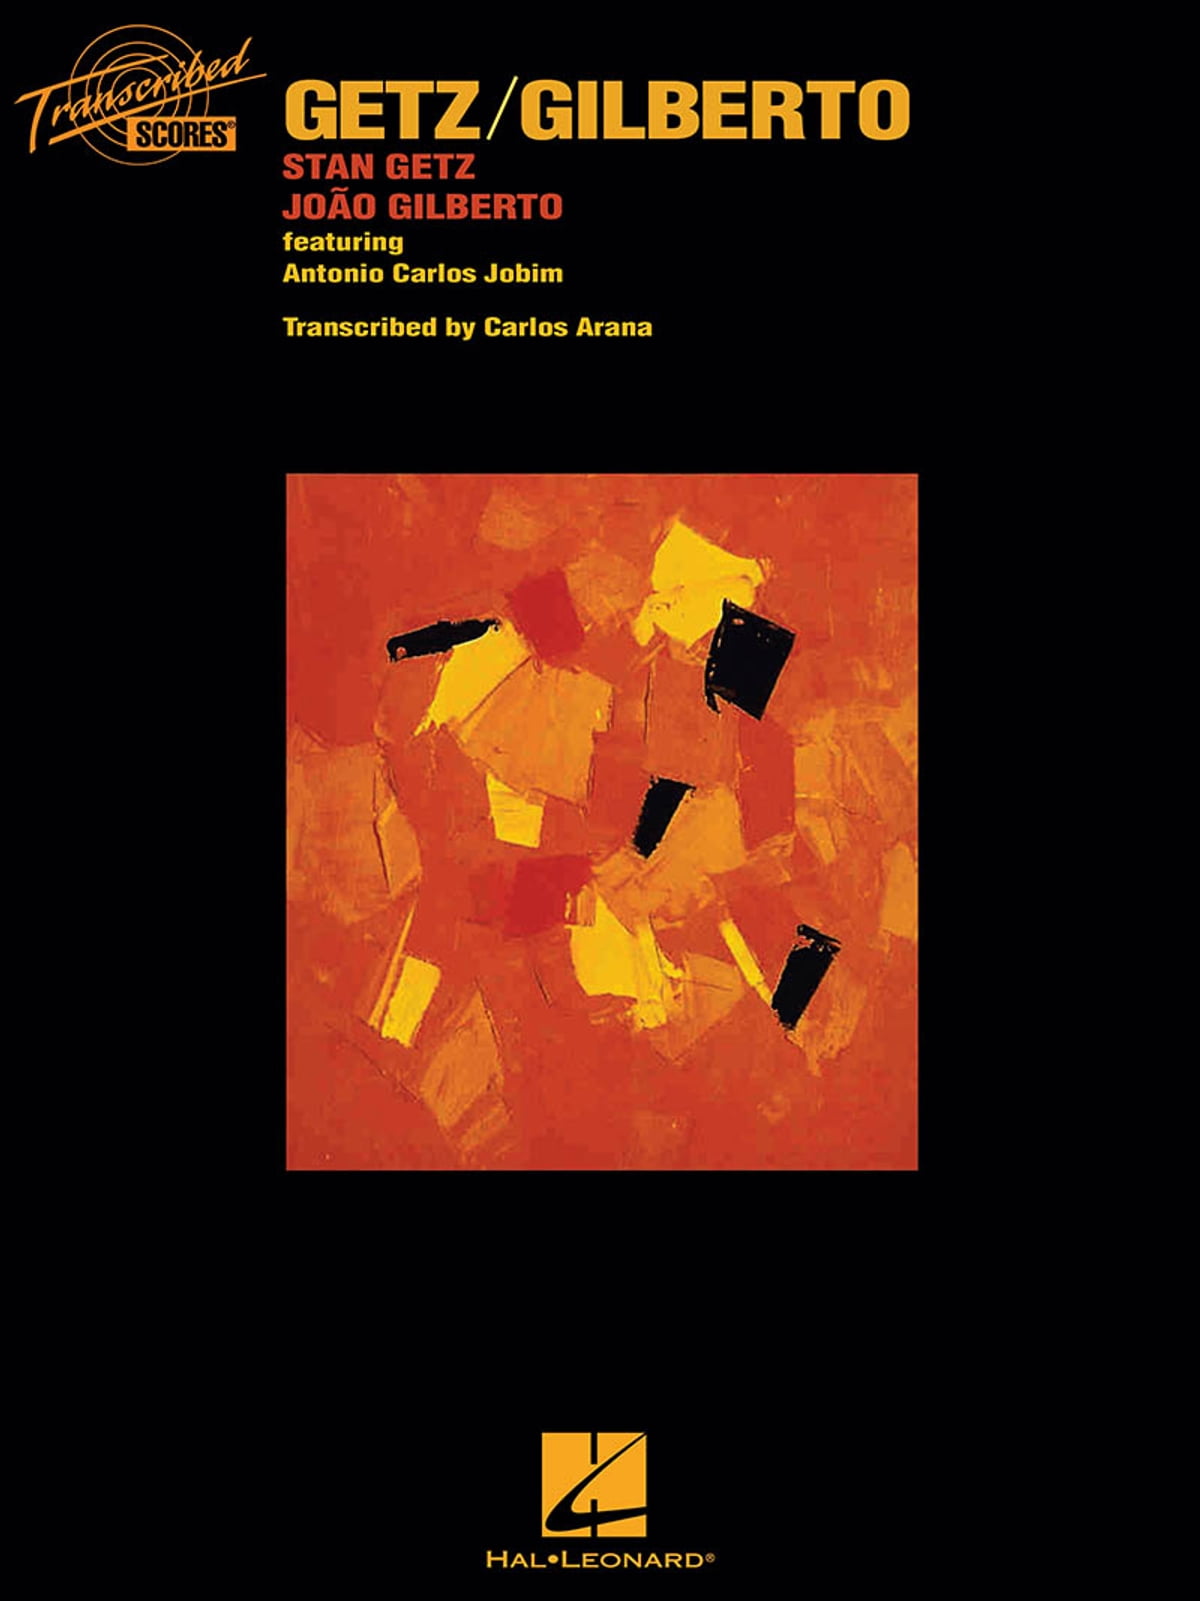 Transcribed
SCORES®
GETZ/GILBERTO
STAN GETZ
JOÃO GILBERTO
featuring
Antonio Carlos Jobim
Transcribed by Carlos Arana
HAL•LEONARD®